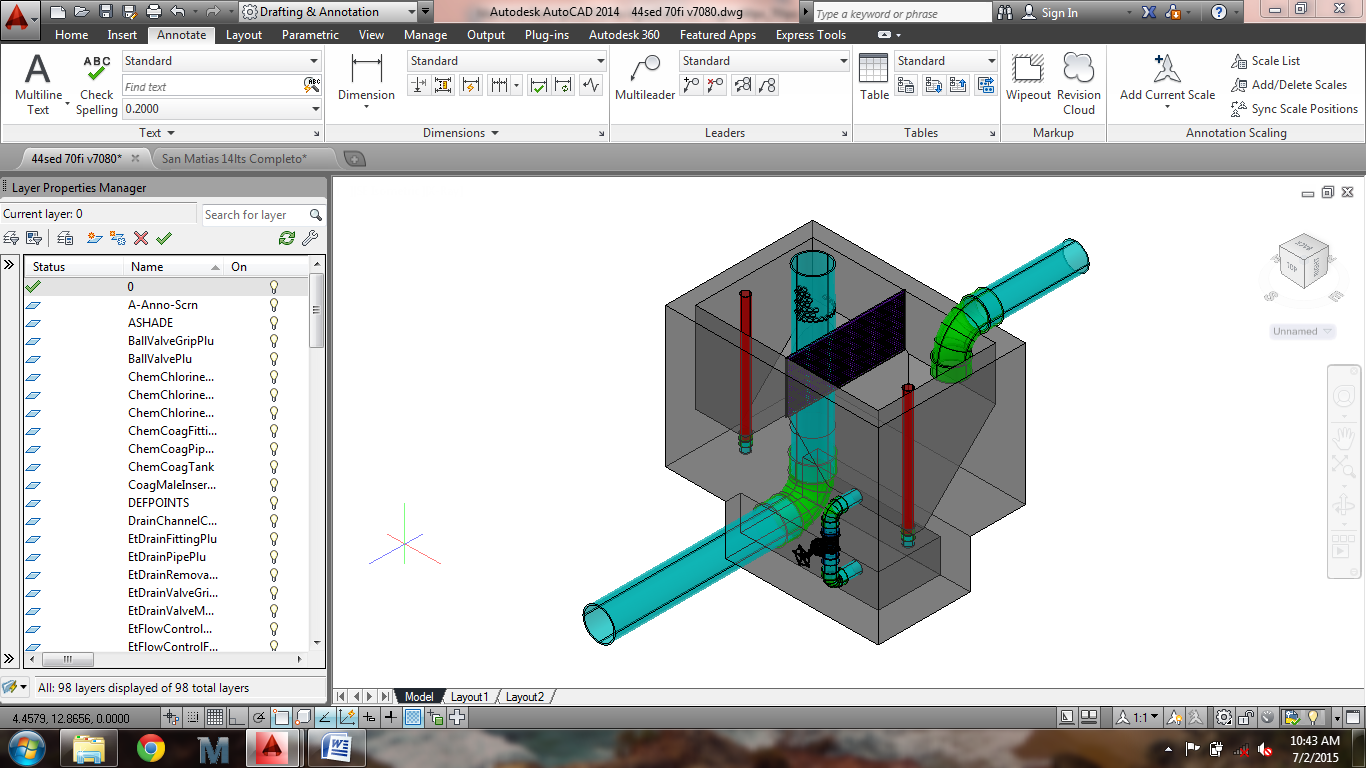 Drafting & Annotation
Autodesk AutoCAD 2014 44sed 70fi v7080.dwg
Type a keyword or phrase
Sign In
Home Insert Annotate Layout Parametric View Manage Output Plug-ins Autodesk 360 Featured Apps Express Tools
A
Multiline Text
ABC
Check Spelling
Standard
Find text
ABC
0.2000
Text
Dimension
Standard
Dimensions
Multileader
Standard
Leaders
Table
Standard
Tables
Wipeout
Revision Cloud
Markup
Add Current Scale
Scale List
Add/Delete Scales
Sync Scale Positions
Annotation Scaling
44sed 70fi v7080*
San Matias 14lts Completo*
Layer Properties Manager
Current layer: 0
Search for layer
Status Name On
0
A-Anno-Scrn
ASHADE
BallValveGripPlu
BallValvePlu
ChemChlorine...
ChemChlorine...
ChemChlorine...
ChemCoagFitti...
ChemCoagPip...
ChemCoagTank
CoagMaleInser...
DEFPOINTS
DrainChannelC...
EtDrainFittingPlu
EtDrainPipePlu
EtDrainRemova...
EtDrainValveGri...
EtDrainValveM...
EtFlowControl...
EtFlowControlF...
All: 98 layers displayed of 98 total layers
BACK
TOP
Unnamed
Model Layout1 Layout2
4.4579, 12.8656, 0.0000
1:1
10:43 AM
7/2/2015